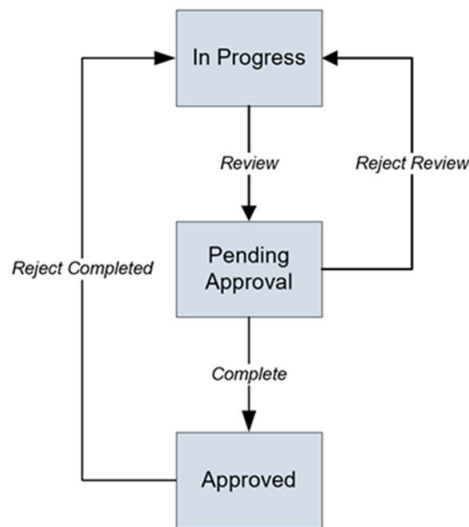 In Progress
Review
Reject Review
Pending
Approval
Reject Completed
Complete
Approved